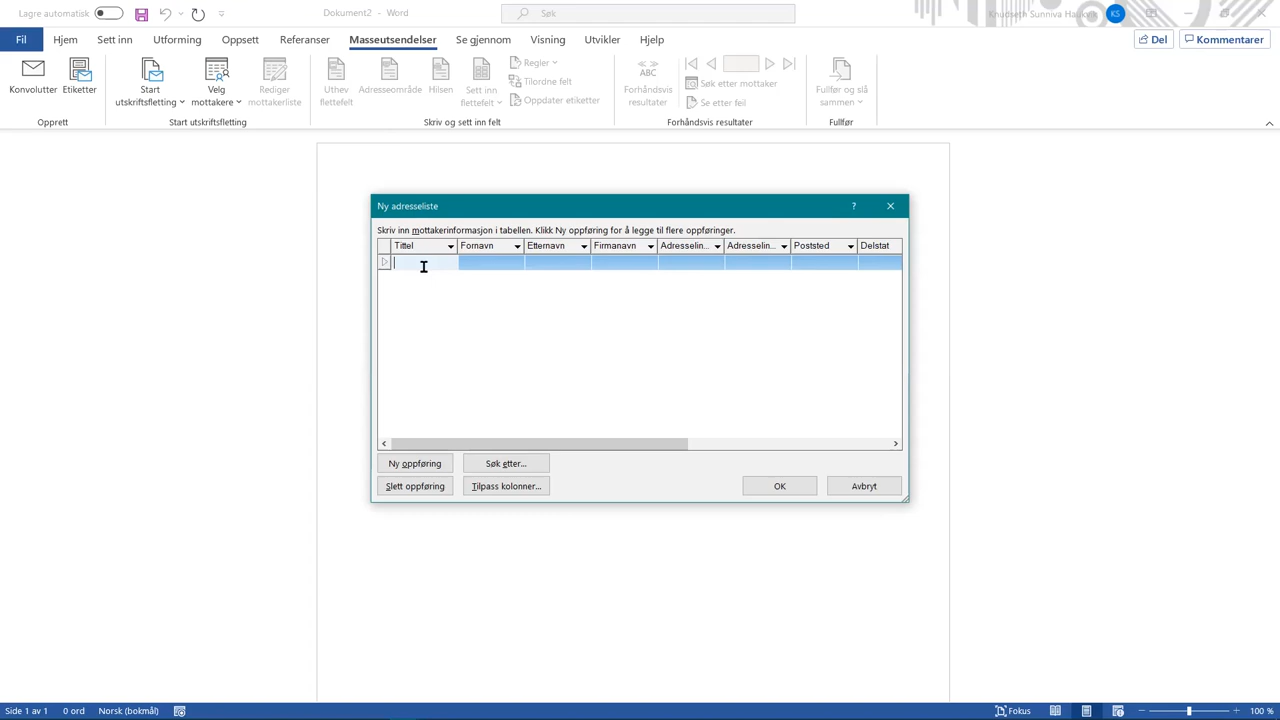 Lagre automatisk
Dokument2 - Word
Søk
Knudseth Sunniva Haukvik
KS
Fil
Hjem
Sett inn
Utforming
Oppsett
Referanser
Masseutsendelser
Se gjennom
Visning
Utvikler
Hjelp
Del
Kommentarer
Konvolutter
Etiketter
Start utskriftsfletting
Velg mottakere
Rediger mottakerliste
Uthev flettefelt
Adresseområde
Hilsen
Sett inn flettefelt
Regler
Tilordne felt
Oppdater etiketter
ABC
Forhåndsvis resultater
Søk etter mottaker
Se etter feil
Fullfør og slå sammen
Opprett
Start utskriftsfletting
Skriv og sett inn felt
Forhåndsvis resultater
Fullfør
Ny adresseliste
?
Skriv inn mottakerinformasjon i tabellen. Klikk Ny oppføring for å legge til flere oppføringer.
Tittel
Fornavn
Etternavn
Firmanavn
Adresselin...
Adresselin...
Poststed
Delstat
Ny oppføring
Søk etter...
Slett oppføring
Tilpass kolonner...
OK
Avbryt
Side 1 av 1
0 ord
Norsk (bokmål)
Fokus
100 %